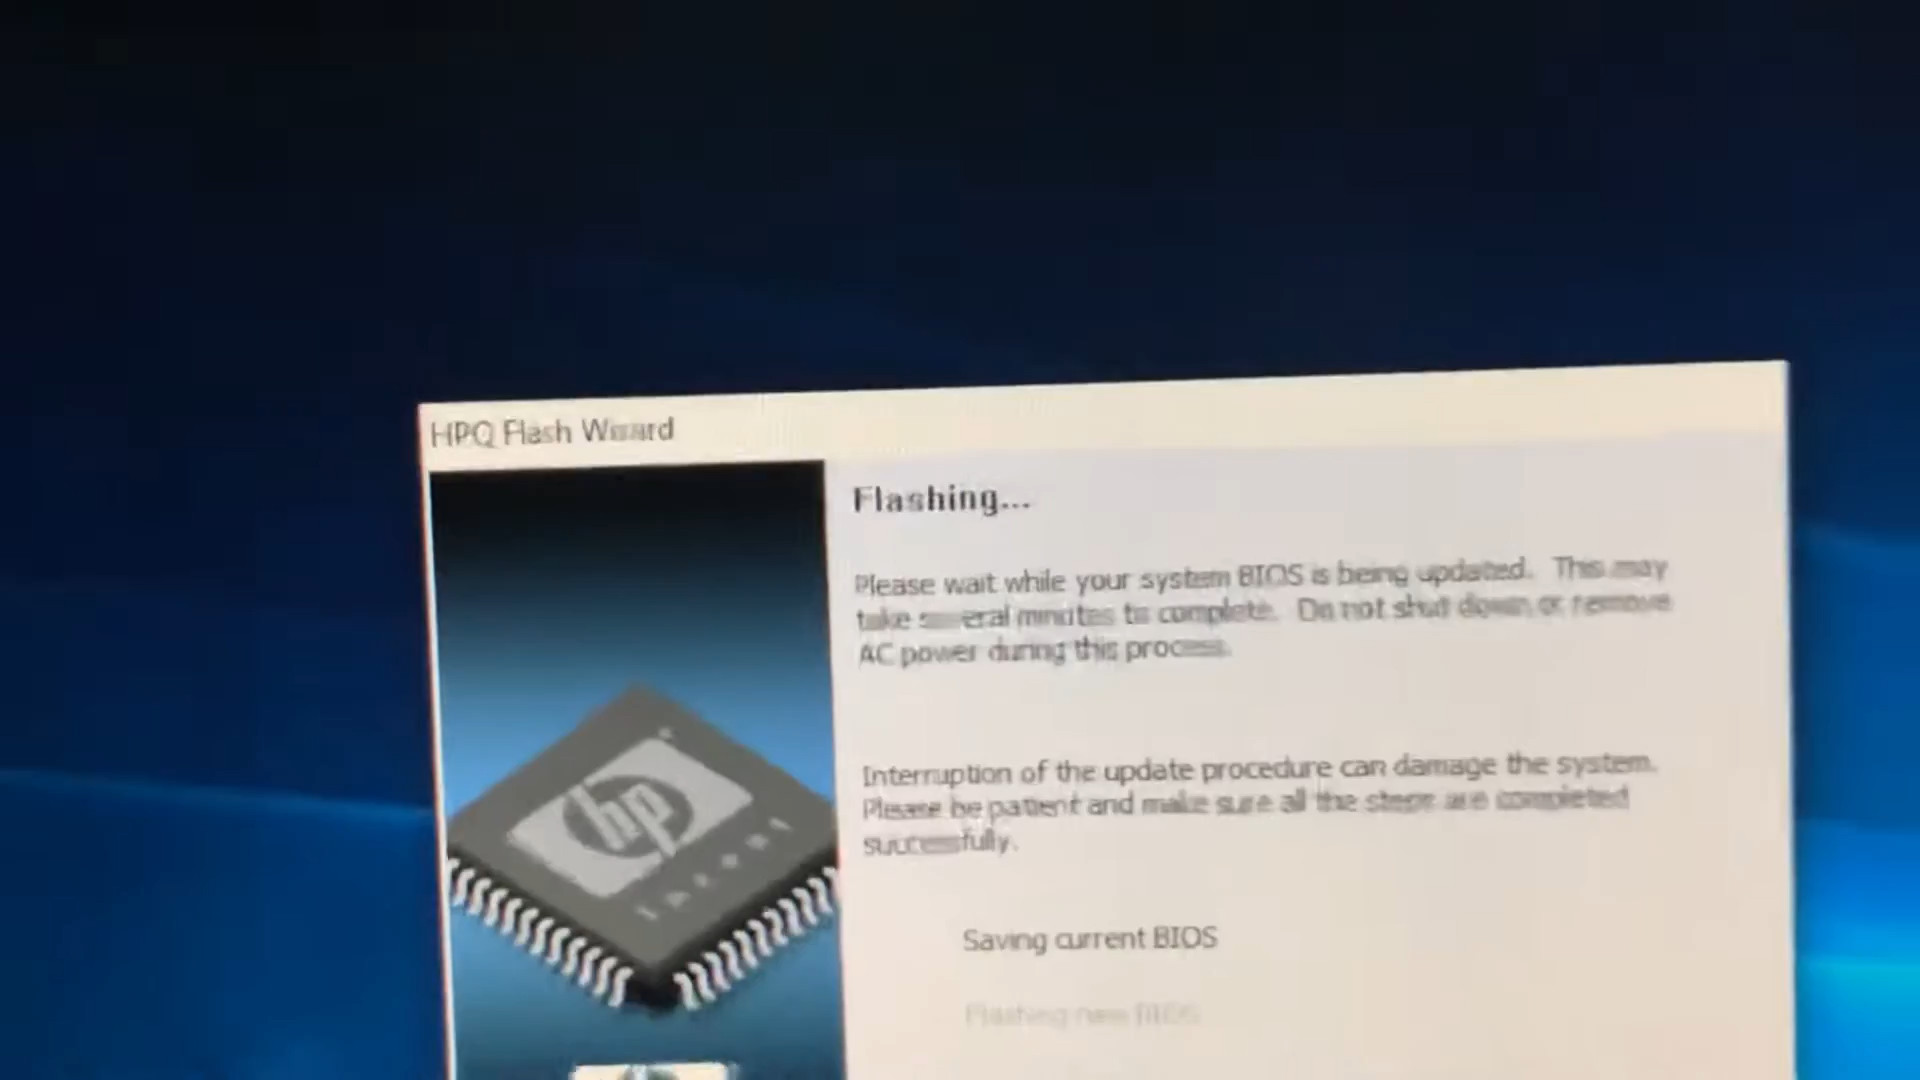 HPQ Flash Wizard
Flashing...
Please wait while your system BIOS is being updated. This may
take several minutes to complete. Do not shut down or remove
AC power during this process.
Interruption of the update procedure can damage the system.
Please be patient and make sure all the steps are completed
successfully.
hp
invent
Saving current BIOS
Flashing new BIOS